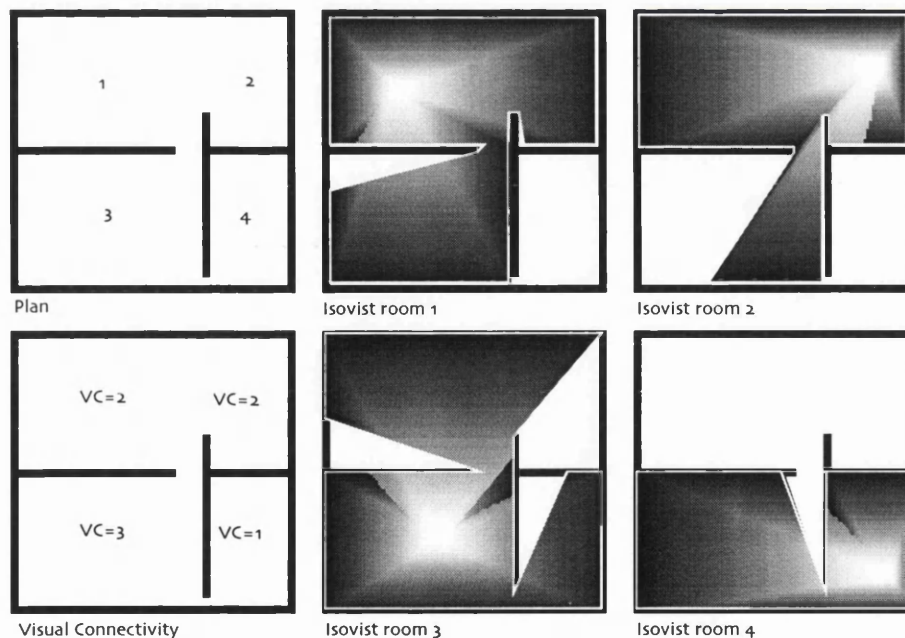 1
2
3
4
Plan
Isovist room 1
Isovist room 2
VC=2
VC=2
VC=3
VC=1
Visual Connectivity
Isovist room 3
Isovist room 4